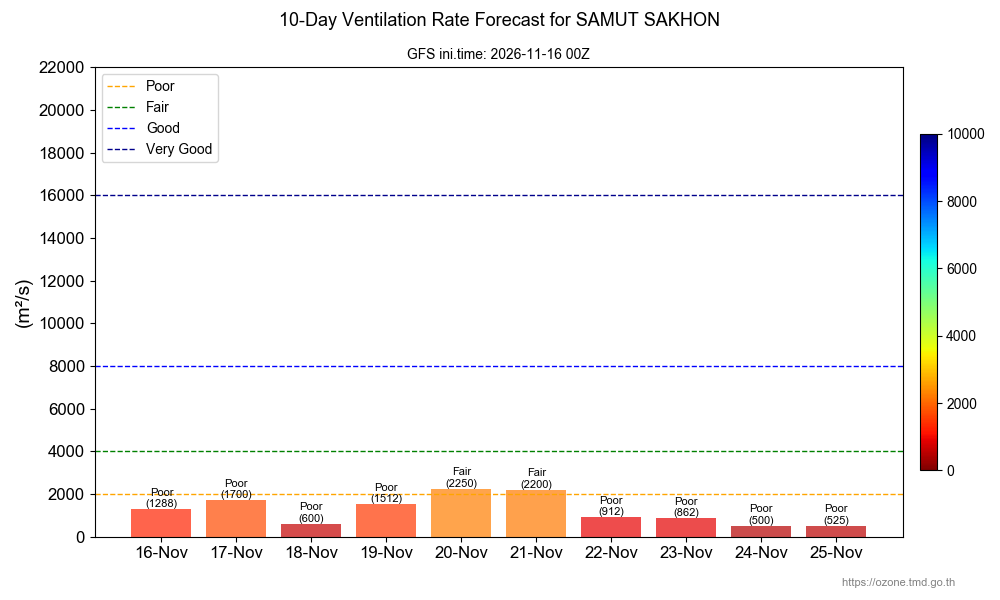 10-Day Ventilation Rate Forecast for SAMUT SAKHON
GFS ini.time: 2026-11-16 00Z
(m²/s)
22000
20000
18000
16000
14000
12000
10000
8000
6000
4000
2000
0
Poor
Fair
Good
Very Good
Poor
(1288)
Poor
(1700)
Poor
(600)
Poor
(1512)
Fair
(2250)
Fair
(2200)
Poor
(912)
Poor
(862)
Poor
(500)
Poor
(525)
16-Nov 17-Nov 18-Nov 19-Nov 20-Nov 21-Nov 22-Nov 23-Nov 24-Nov 25-Nov
10000
8000
6000
4000
2000
0
https://ozone.tmd.go.th